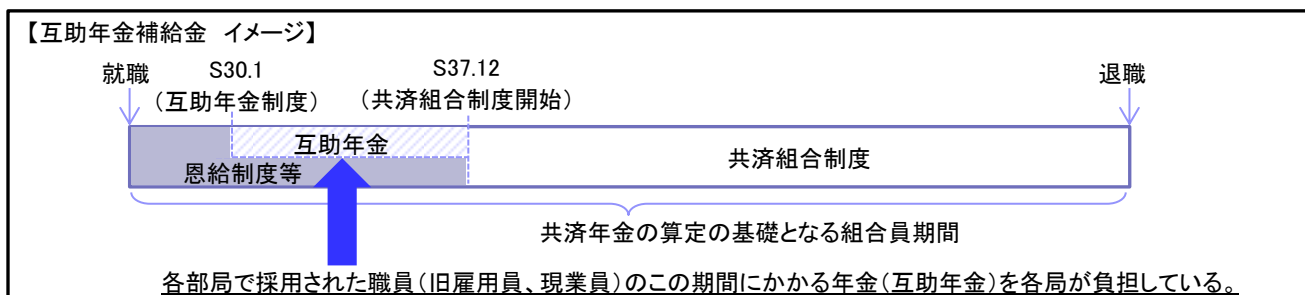 【互助年金補給金 イメージ】
就職 S30.1 S37.12 退職
(互助年金制度) (共済組合制度開始)
互助年金
共済組合制度
恩給制度等
共済年金の算定の基礎となる組合員期間
各部局で採用された職員(旧雇用員、現業員)のこの期間にかかる年金(互助年金)を各局が負担している。